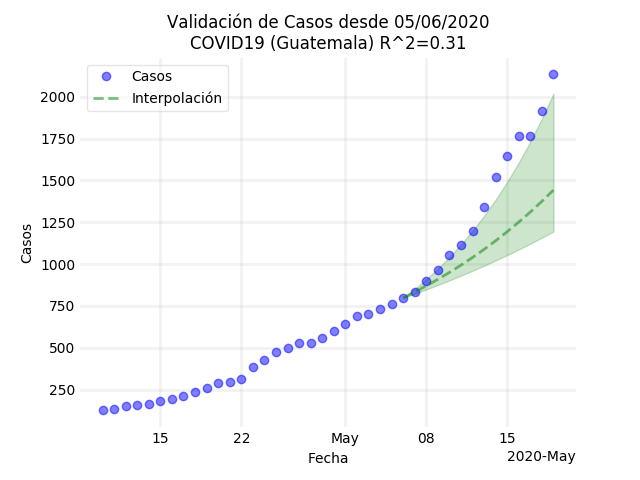 Validación de Casos desde 05/06/2020
COVID19 (Guatemala) R^2=0.31
Casos
Interpolación
2000
1750
1500
1250
1000
750
500
250
Casos
15
22
May
08
15
Fecha
2020-May